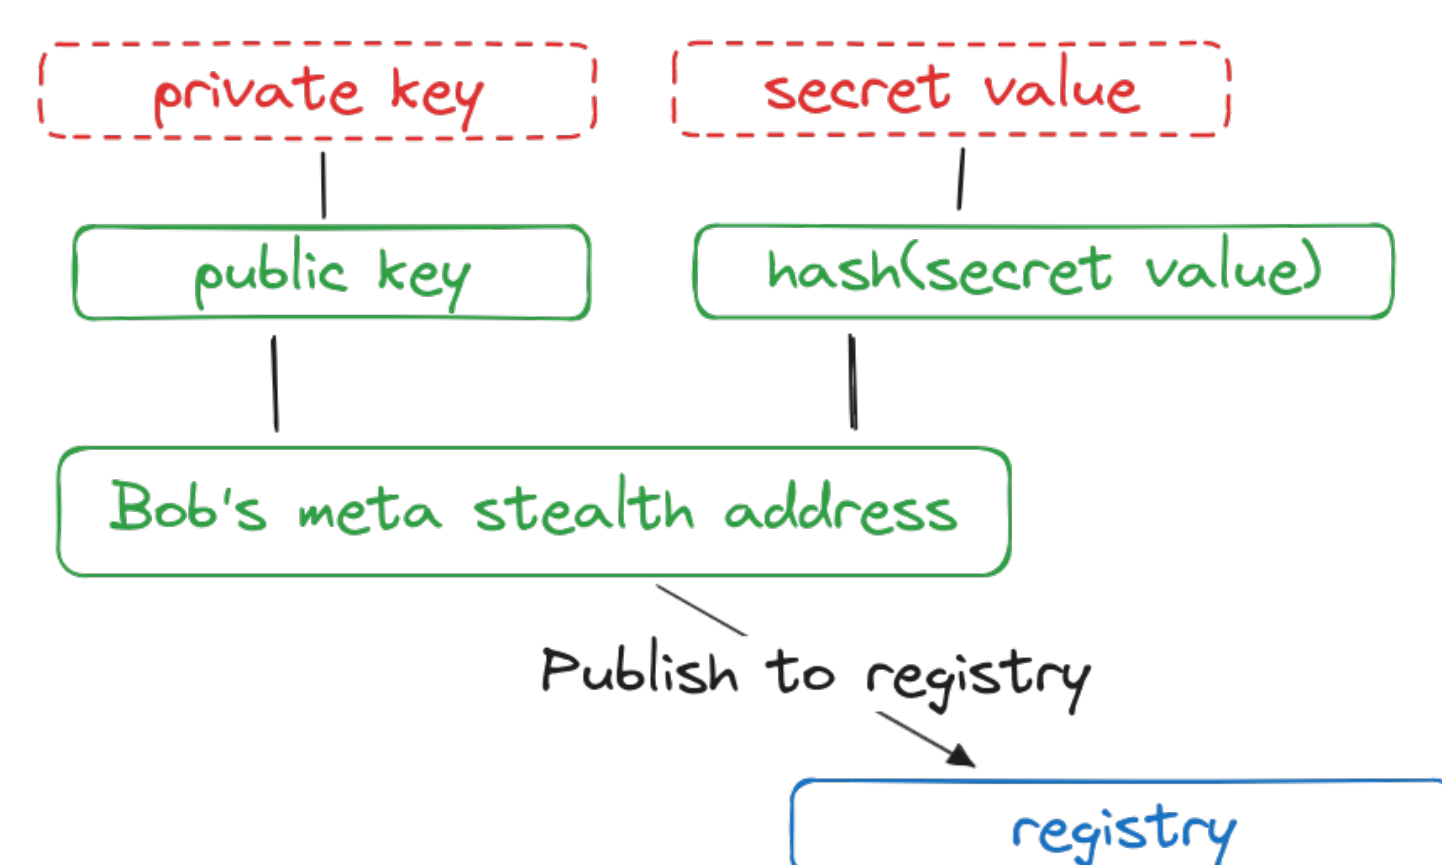 private key
secret value
public key
hash(secret value)
Bob's meta stealth address
Publish to registry
registry